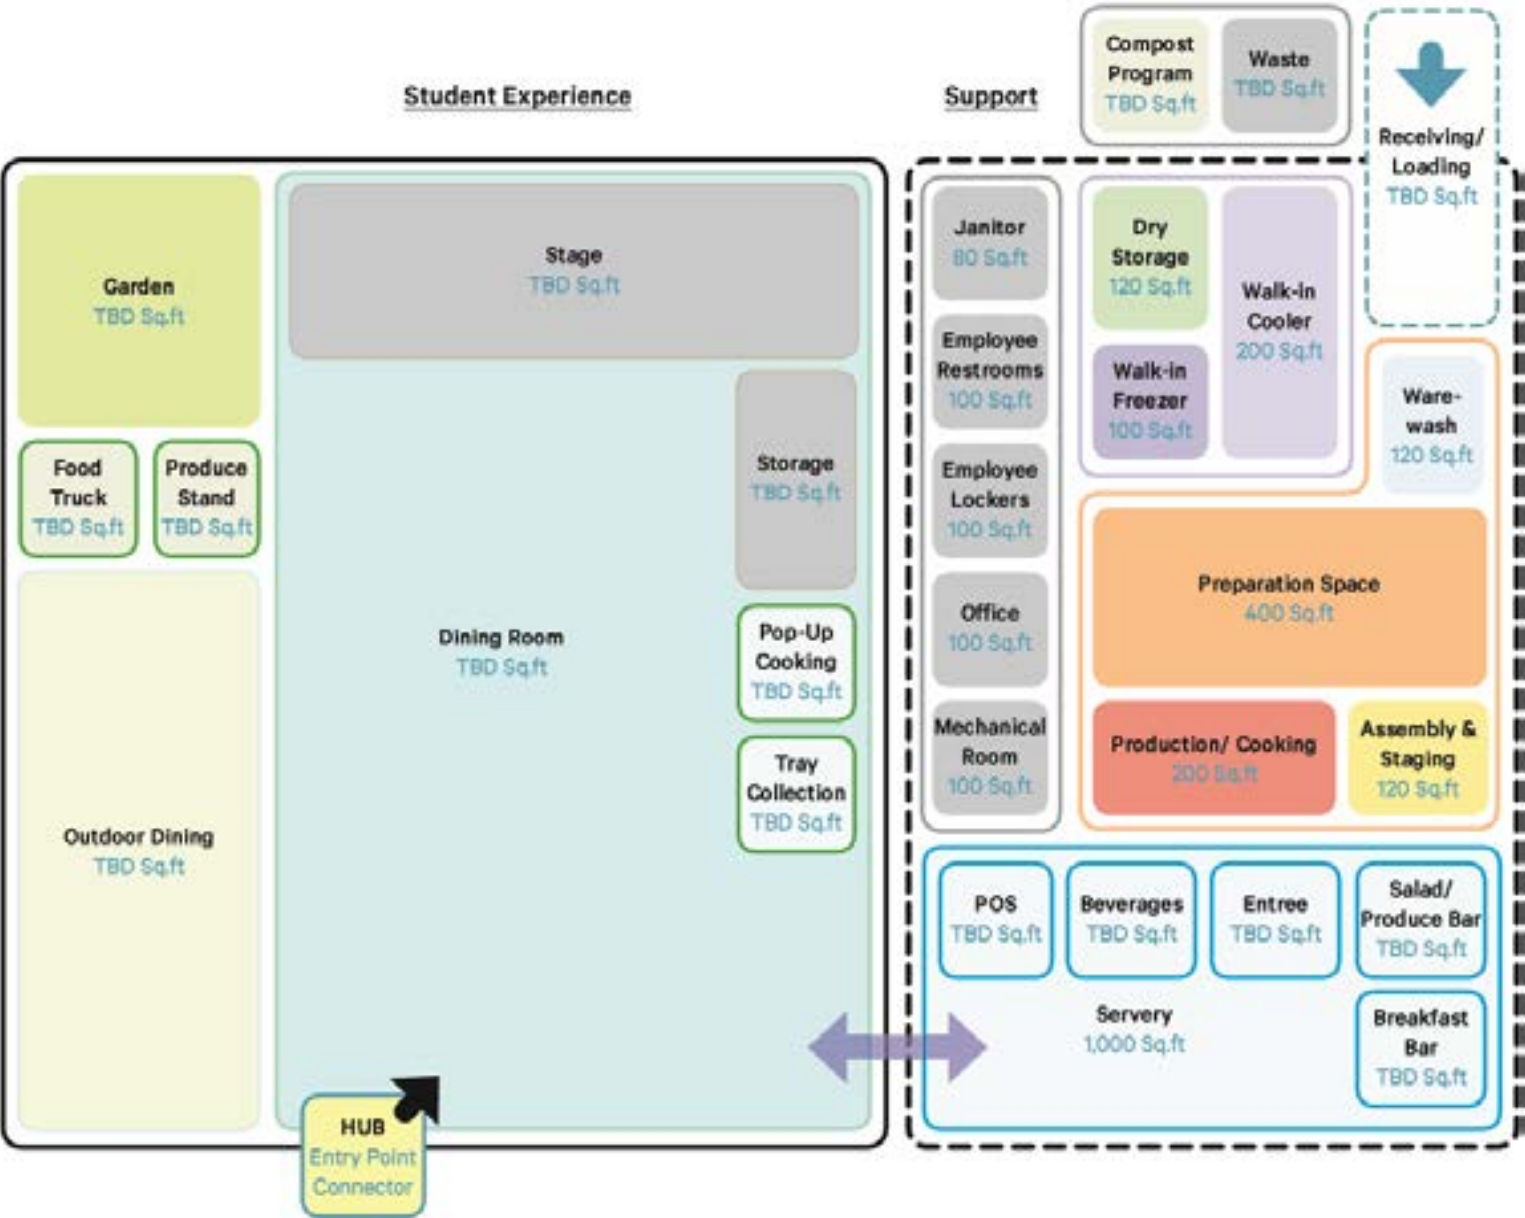 Student Experience
Support
Compost
Program
TBD Sq.ft
Waste
TBD Sq.ft
Receiving/
Loading
TBD Sq.ft
Garden
TBD Sq.ft
Food
Truck
TBD Sq.ft
Produce
Stand
TBD Sq.ft
Outdoor Dining
TBD Sq.ft
Stage
TBD Sq.ft
Storage
TBD Sq.ft
Dining Room
TBD Sq.ft
Pop-Up
Cooking
TBD Sq.ft
Tray
Collection
TBD Sq.ft
HUB
Entry Point
Connector
Janitor
80 Sq.ft
Employee
Restrooms
100 Sq.ft
Employee
Lockers
100 Sq.ft
Office
100 Sq.ft
Mechanical
Room
100 Sq.ft
Dry
Storage
120 Sq.ft
Walk-in
Freezer
100 Sq.ft
Walk-in
Cooler
200 Sq.ft
Ware-
wash
120 Sq.ft
Preparation Space
400 Sq.ft
Production/ Cooking
200 Sq.ft
Assembly &
Staging
120 Sq.ft
POS
TBD Sq.ft
Beverages
TBD Sq.ft
Entree
TBD Sq.ft
Salad/
Produce Bar
TBD Sq.ft
Servery
1,000 Sq.ft
Breakfast
Bar
TBD Sq.ft